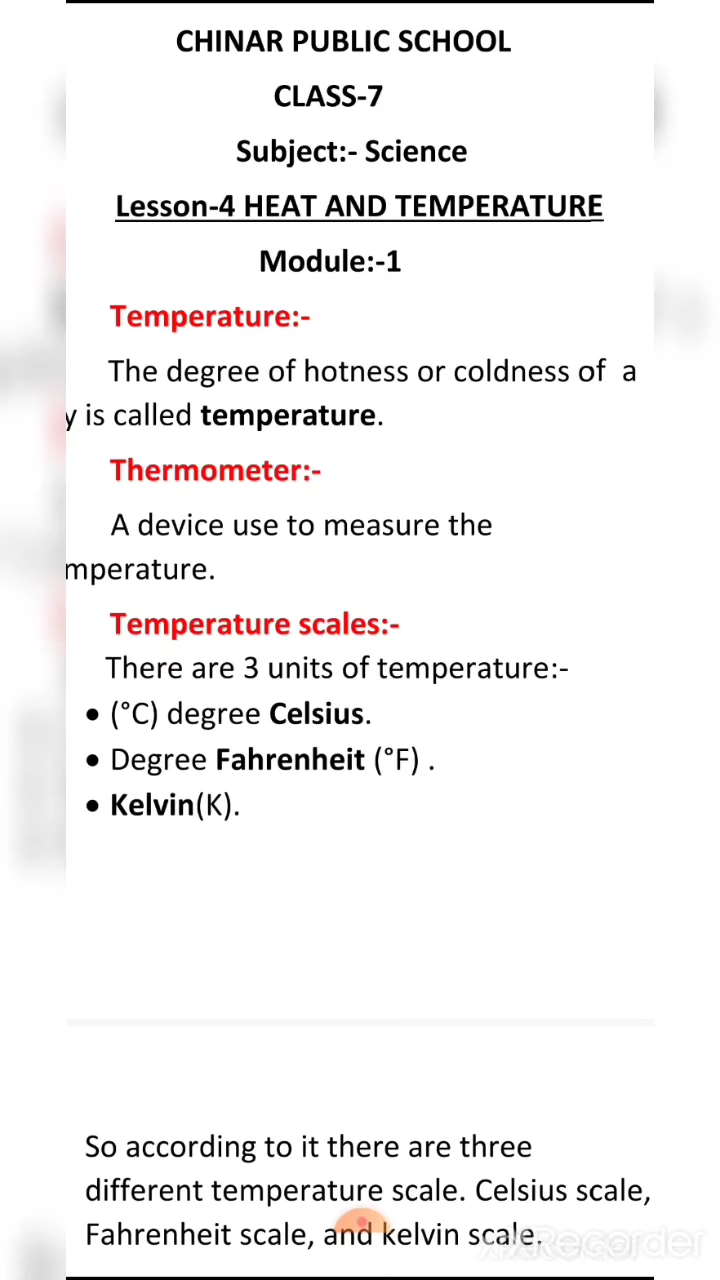 CHINAR PUBLIC SCHOOL
CLASS-7
Subject:- Science
Lesson-4 HEAT AND TEMPERATURE
Module:-1
Temperature:-
The degree of hotness or coldness of a
y is called temperature.
Thermometer:-
A device use to measure the
mperature.
Temperature scales:-
There are 3 units of temperature:-
• (°C) degree Celsius.
• Degree Fahrenheit (°F) .
• Kelvin(K).
So according to it there are three
different temperature scale. Celsius scale,
Fahrenheit scale, and kelvin scale.